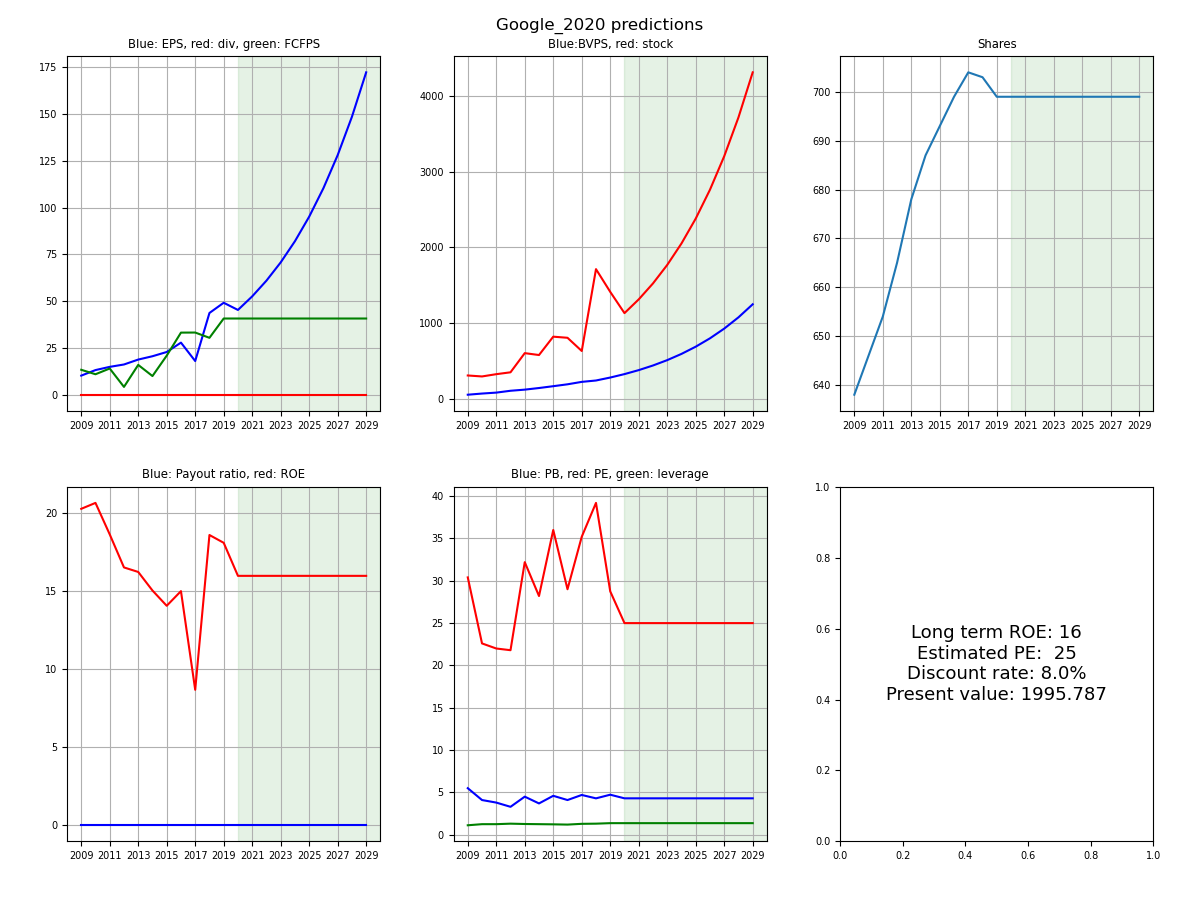 Google_2020 predictions
Blue: EPS, red: div, green: FCFPS
175
150
125
100
75
50
25
0
2009 2011 2013 2015 2017 2019 2021 2023 2025 2027 2029
Blue:BVPS, red: stock
4000
3000
2000
1000
0
2009 2011 2013 2015 2017 2019 2021 2023 2025 2027 2029
Shares
700
690
680
670
660
650
640
2009 2011 2013 2015 2017 2019 2021 2023 2025 2027 2029
Blue: Payout ratio, red: ROE
20
15
10
5
0
2009 2011 2013 2015 2017 2019 2021 2023 2025 2027 2029
Blue: PB, red: PE, green: leverage
40
35
30
25
20
15
10
5
0
2009 2011 2013 2015 2017 2019 2021 2023 2025 2027 2029
1.0
0.8
0.6
0.4
0.2
0.0
Long term ROE: 16
Estimated PE:  25
Discount rate: 8.0%
Present value: 1995.787
0.0 0.2 0.4 0.6 0.8 1.0